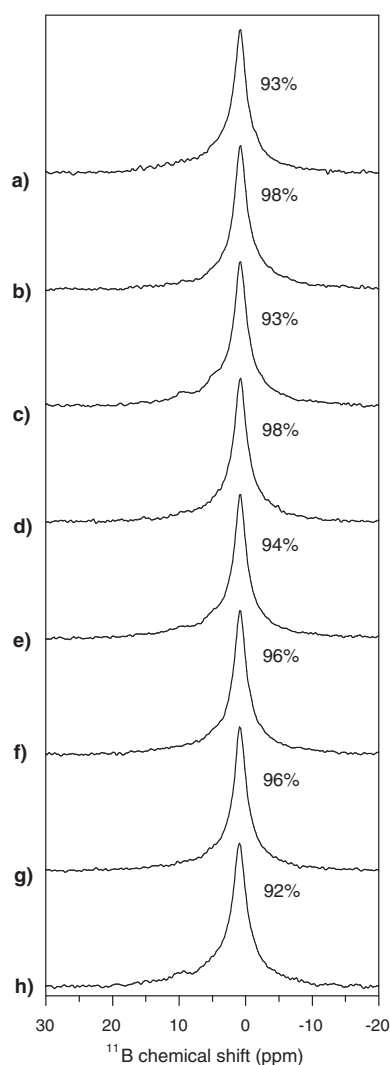 93%
a)
98%
b)
93%
c)
98%
d)
94%
e)
96%
f)
96%
g)
92%
h)
30 20 10 0 -10 -20
11B chemical shift (ppm)